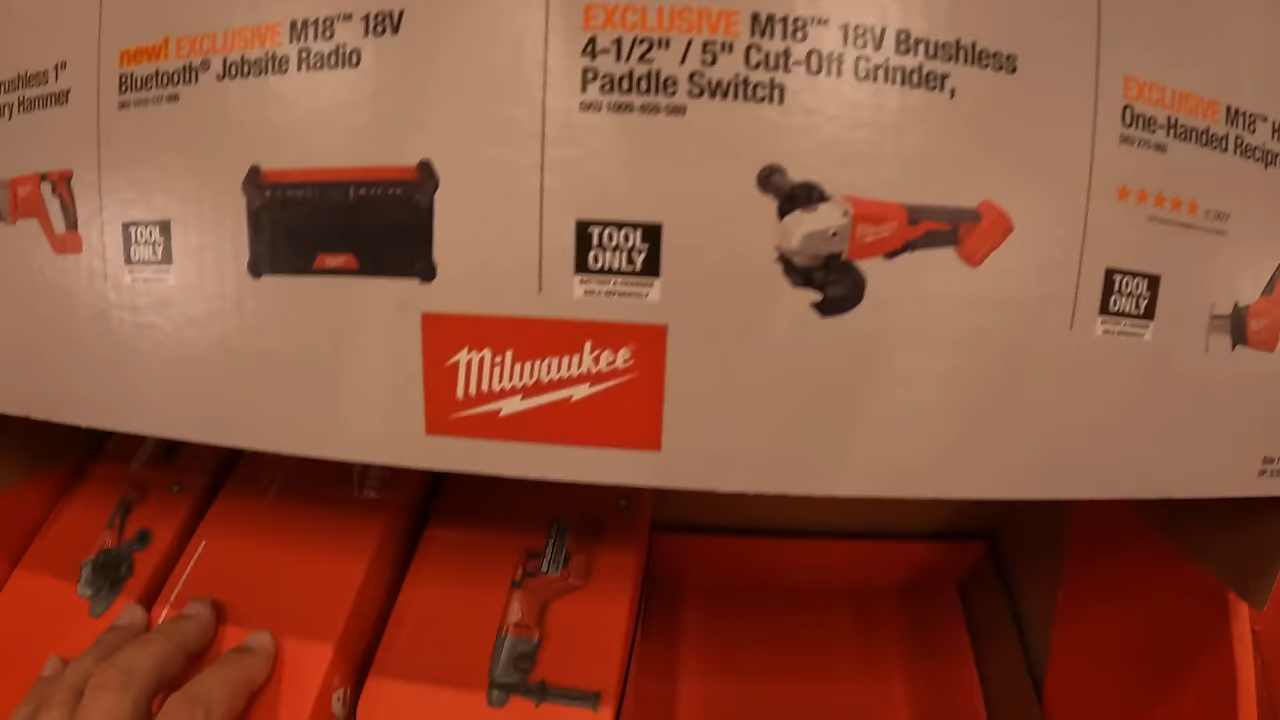 rushless 1"
ry Hammer
new! EXCLUSIVE M18™ 18V
Bluetooth® Jobsite Radio
TOOL
ONLY
EXCLUSIVE M18™ 18V Brushless
4-1/2" / 5" Cut-Off Grinder,
Paddle Switch
TOOL
ONLY
EXCLUSIVE M18™ H
One-Handed Recipr
TOOL
ONLY
Milwaukee